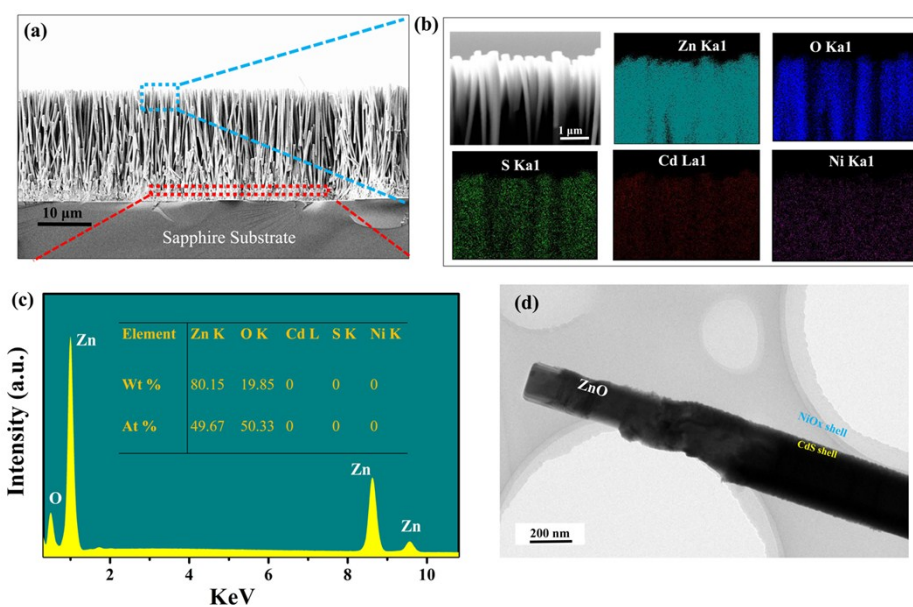 (a)
10 μm
Sapphire Substrate
(b)
1 μm
Zn Ka1
O Ka1
S Ka1
Cd La1
Ni Ka1
(c)
Intensity (a.u.)
Zn
O
Zn
Zn
Element Zn K O K Cd L S K Ni K
Wt % 80.15 19.85 0 0 0
At % 49.67 50.33 0 0 0
2 4 6 8 10
KeV
(d)
ZnO
NiOx shell
CdS shell
200 nm